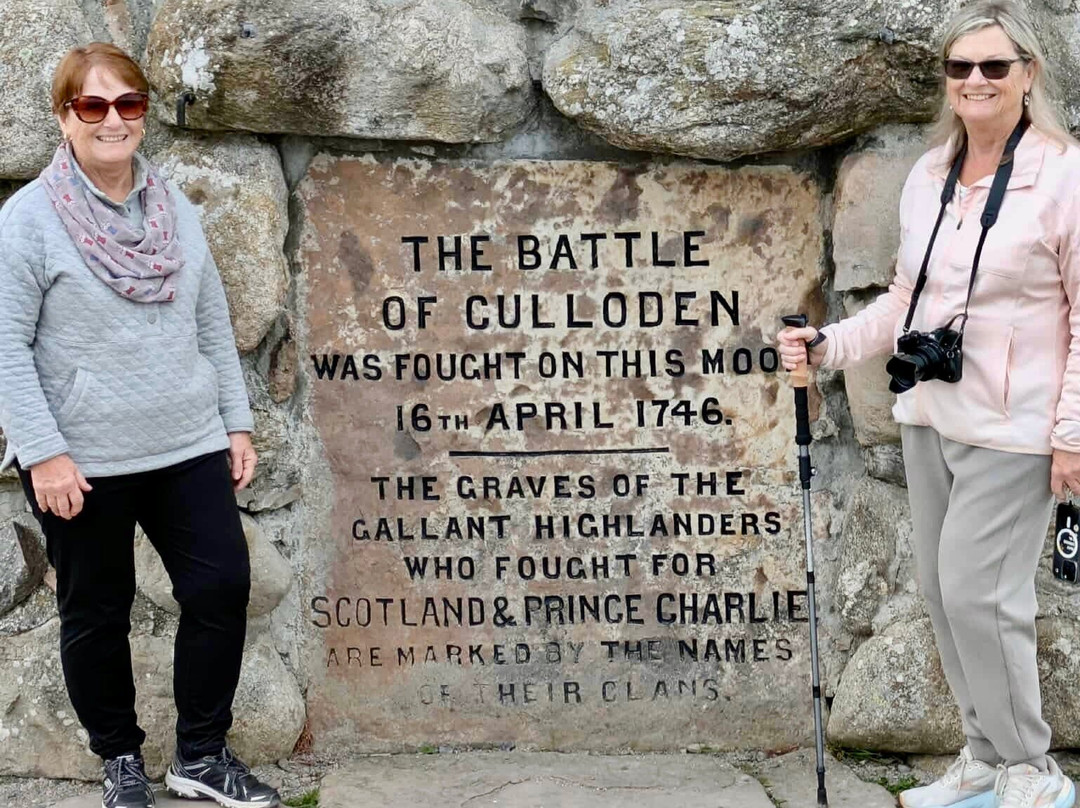 THE BATTLE
OF CULLODEN
WAS FOUGHT ON THIS MOO
16TH APRIL 1746.
THE GRAVES OF THE
GALLANT HIGHLANDERS
WHO FOUGHT FOR
SCOTLAND & PRINCE CHARLIE
ARE MARKED BY THE NAMES
OF THEIR CLANS.